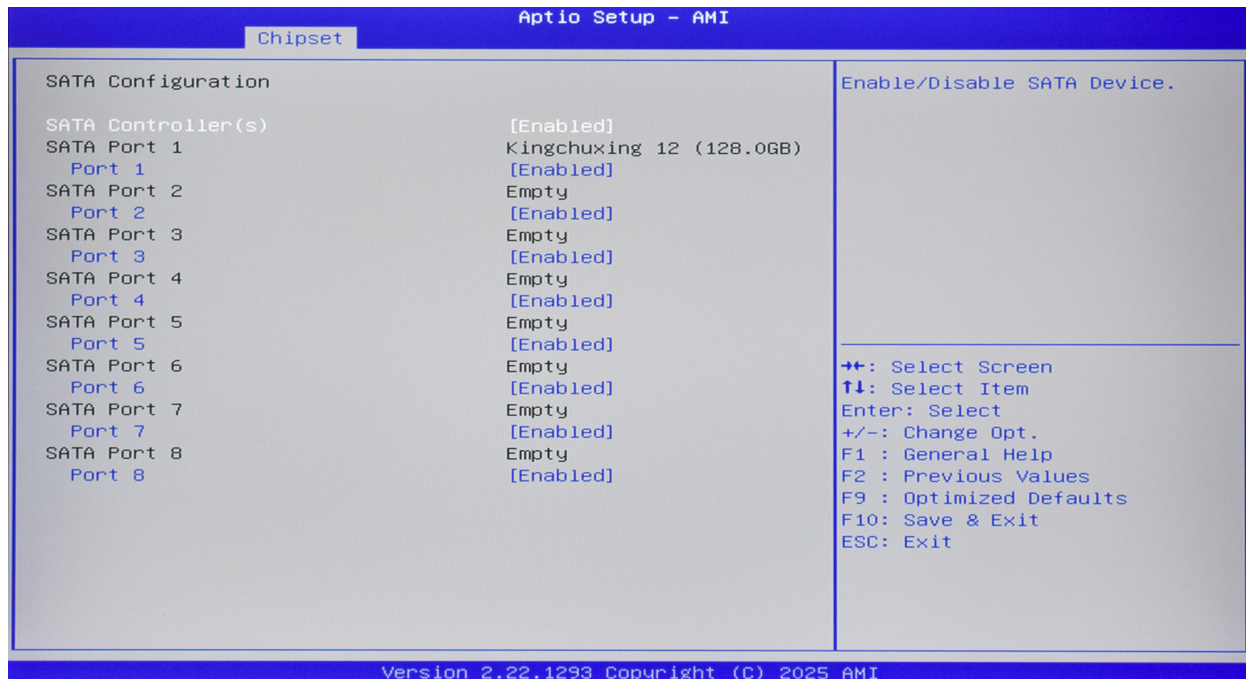 Aptio Setup - AMI
Chipset
SATA Configuration
SATA Controller(s) [Enabled]
SATA Port 1 Kingchuxing 12 (128.0GB)
Port 1 [Enabled]
SATA Port 2 Empty
Port 2 [Enabled]
SATA Port 3 Empty
Port 3 [Enabled]
SATA Port 4 Empty
Port 4 [Enabled]
SATA Port 5 Empty
Port 5 [Enabled]
SATA Port 6 Empty
Port 6 [Enabled]
SATA Port 7 Empty
Port 7 [Enabled]
SATA Port 8 Empty
Port 8 [Enabled]
Enable/Disable SATA Device.
→←: Select Screen
↑↓: Select Item
Enter: Select
+/-: Change Opt.
F1 : General Help
F2 : Previous Values
F9 : Optimized Defaults
F10: Save & Exit
ESC: Exit
Version 2.22.1293 Copyright (C) 2025 AMI